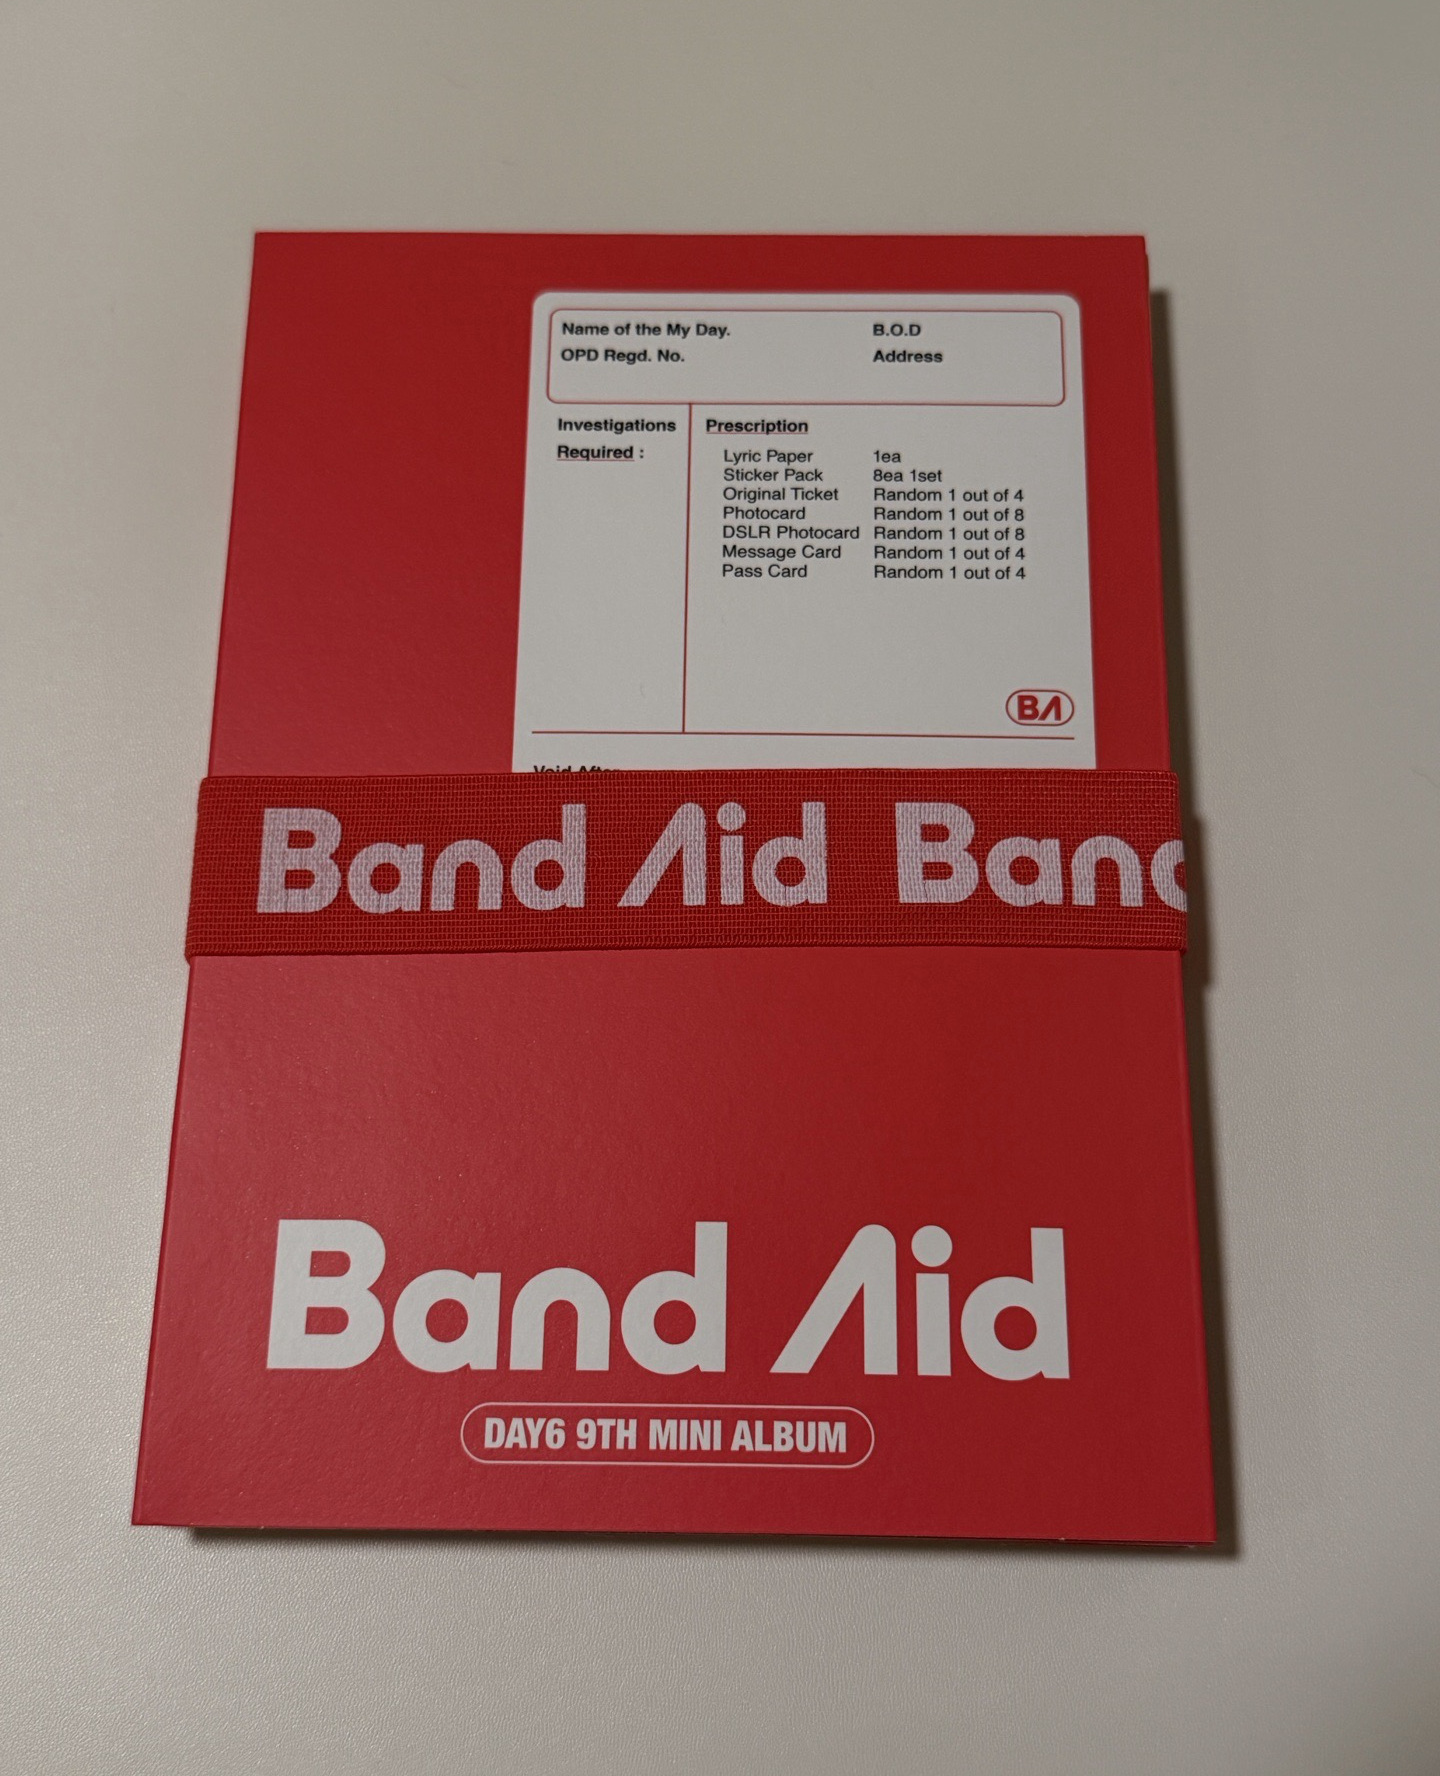 Name of the My Day. B.O.D
OPD Regd. No. Address
Investigations
Required :
Prescription
Lyric Paper 1ea
Sticker Pack 8ea 1set
Original Ticket Random 1 out of 4
Photocard Random 1 out of 8
DSLR Photocard Random 1 out of 8
Message Card Random 1 out of 4
Pass Card Random 1 out of 4
BA
Void After
Band Aid Band
Band Aid
DAY6 9TH MINI ALBUM